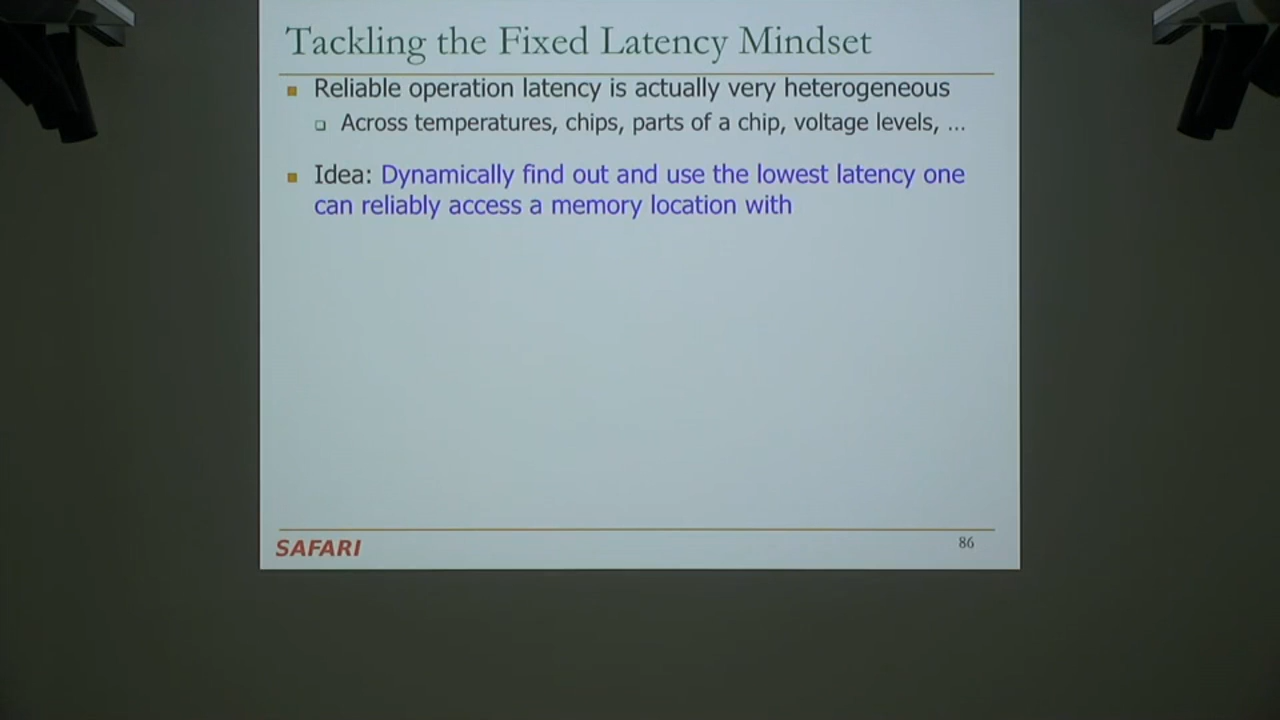 Tackling the Fixed Latency Mindset
Reliable operation latency is actually very heterogeneous
Across temperatures, chips, parts of a chip, voltage levels, ...
Idea: Dynamically find out and use the lowest latency one
can reliably access a memory location with
SAFARI
86